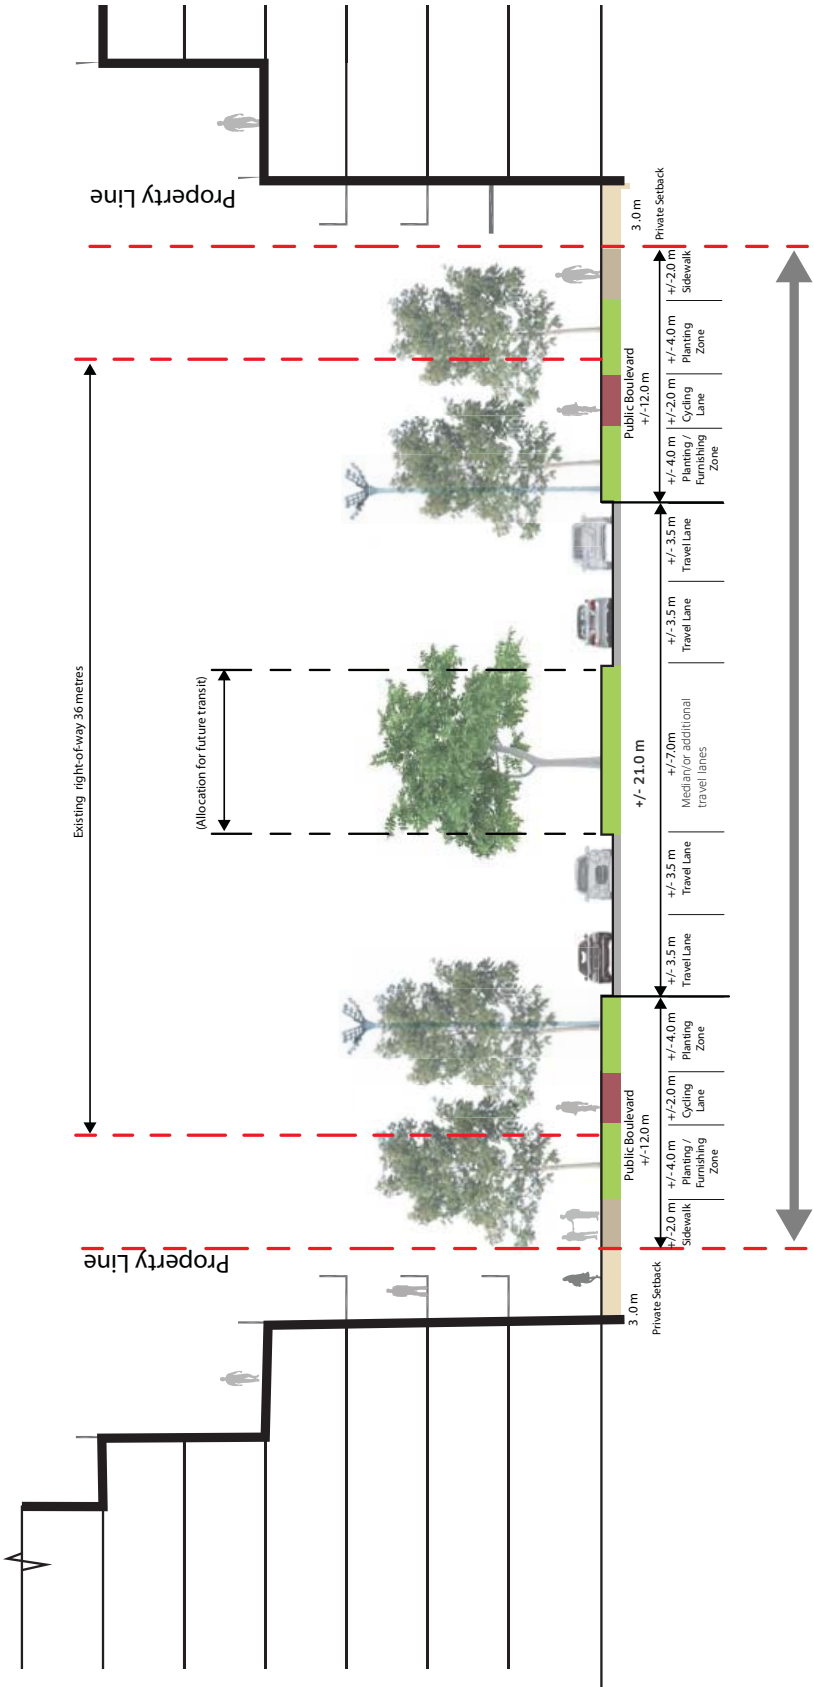 Property Line
Property Line
Existing right-of-way 36 metres
(Allocation for future transit)
3.0 m
Private Setback
Public Boulevard
+/-12.0 m
+/- 21.0 m
Public Boulevard
+/-12.0 m
3.0 m
Private Setback
+/-2.0 m
Sidewalk
+/-4.0 m
Planting /
Furnishing
Zone
+/-2.0 m
Cycling
Lane
+/-4.0 m
Planting
Zone
+/- 3.5 m
Travel Lane
+/- 3.5 m
Travel Lane
+/-7.0m
Median/or additional
travel lanes
+/- 3.5 m
Travel Lane
+/- 3.5 m
Travel Lane
+/- 4.0 m
Planting /
Furnishing
Zone
+/-2.0 m
Cycling
Lane
+/- 4.0 m
Planting
Zone
+/-2.0 m
Sidewalk